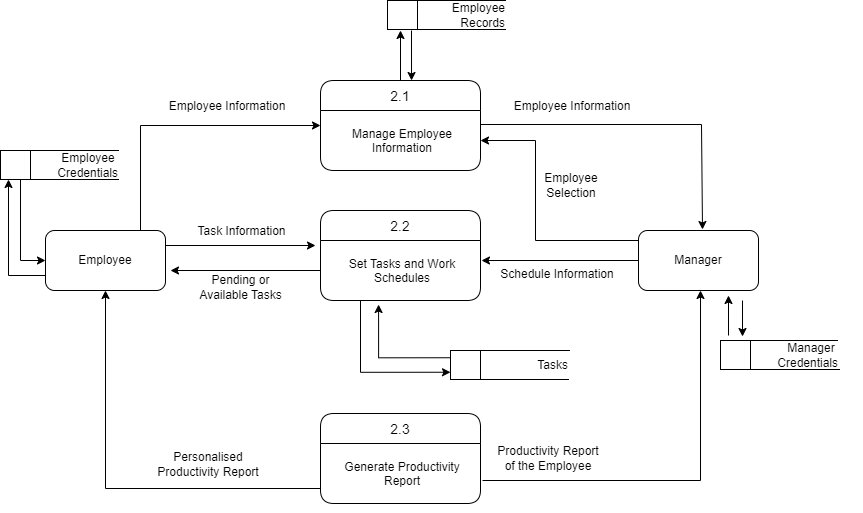 Employee
Records
2.1
Employee Information
Employee Information
Manage Employee
Information
Employee
Credentials
Employee
Selection
2.2
Task Information
Employee
Set Tasks and Work
Schedules
Manager
Schedule Information
Pending or
Available Tasks
Manager
Credentials
Tasks
2.3
Personalised
Productivity Report
Generate Productivity
Report
Productivity Report
of the Employee